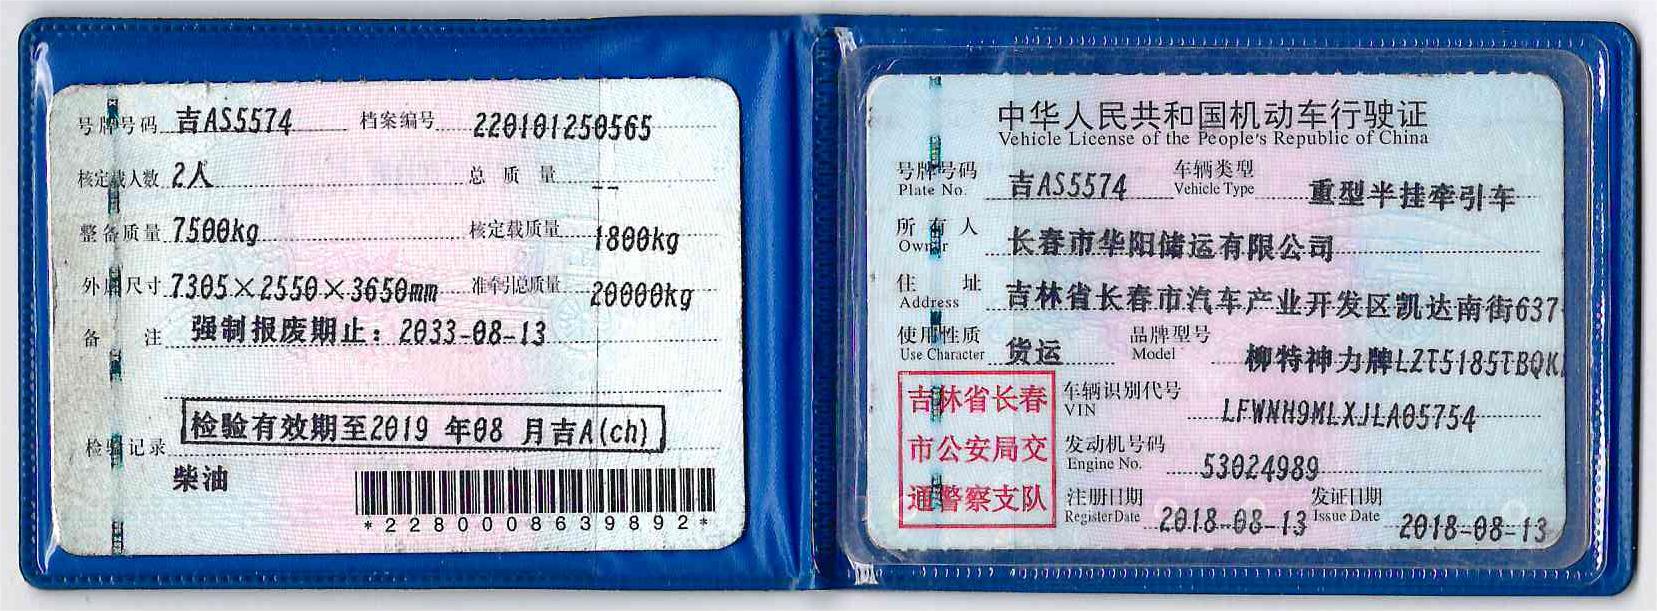 号牌号码 吉AS5574 档案编号 220101250565
核定载人数 2人 总质量 --
整备质量 7500kg 核定载质量 1800kg
外廓尺寸 7305×2550×3650mm 准牵引总质量 20000kg
备注 强制报废期止：2033-08-13
检验记录 检验有效期至2019 年08 月吉A(ch)
柴油
*2280008639892*
中华人民共和国机动车行驶证
Vehicle License of the People's Republic of China
号牌号码 吉AS5574 车辆类型 重型半挂牵引车
Plate No. Vehicle Type
所有人 长春市华阳储运有限公司
Owner
住址 吉林省长春市汽车产业开发区凯达南街637
Address
使用性质 货运 品牌型号 柳特神力牌LZT5185TBQK
Use Character Model
吉林省长春
市公安局交
通警察支队
车辆识别代号 LFWNH9MLXJLA05754
VIN
发动机号码 53024989
Engine No.
注册日期 2018-08-13 发证日期 2018-08-13
Register Date Issue Date